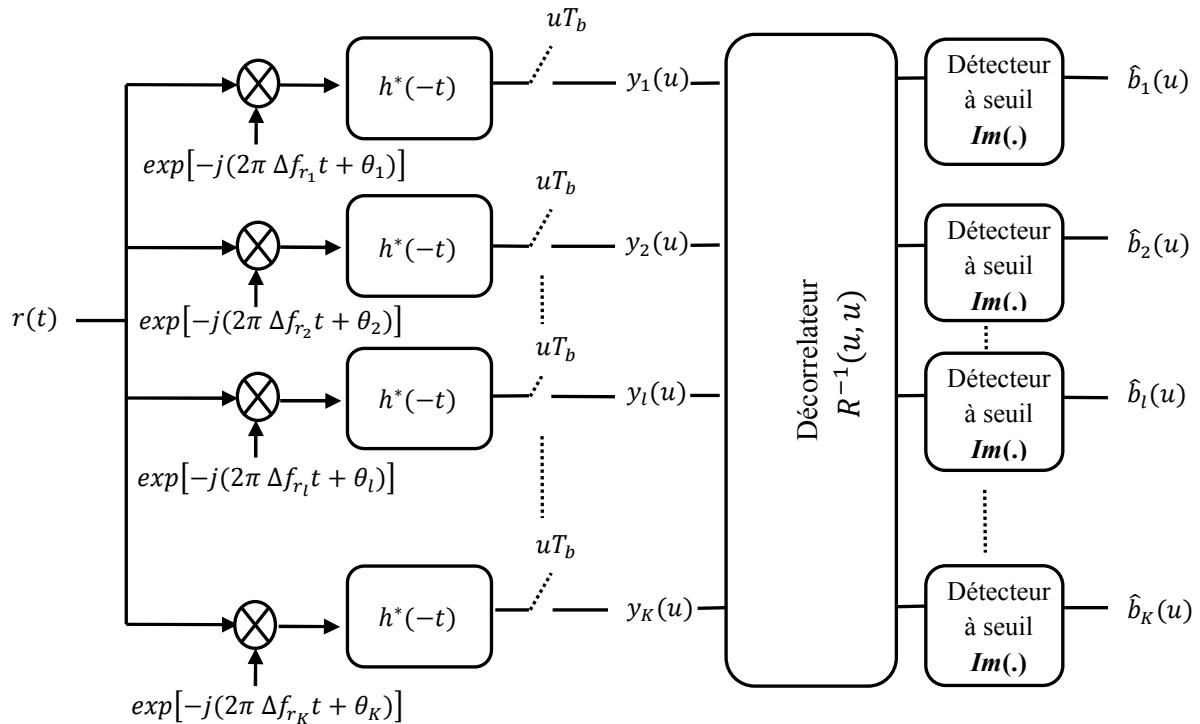 uT_b
h*(−t)
y_1(u)
Détecteur
à seuil
Im(.)
b̂_1(u)
exp[−j(2π Δf_{r_1}t + θ_1)]
uT_b
h*(−t)
y_2(u)
Détecteur
à seuil
Im(.)
b̂_2(u)
r(t)
exp[−j(2π Δf_{r_2}t + θ_2)]
uT_b
h*(−t)
y_l(u)
Décorrelateur
R^{−1}(u, u)
Détecteur
à seuil
Im(.)
b̂_l(u)
exp[−j(2π Δf_{r_l}t + θ_l)]
uT_b
h*(−t)
y_K(u)
Détecteur
à seuil
Im(.)
b̂_K(u)
exp[−j(2π Δf_{r_K}t + θ_K)]